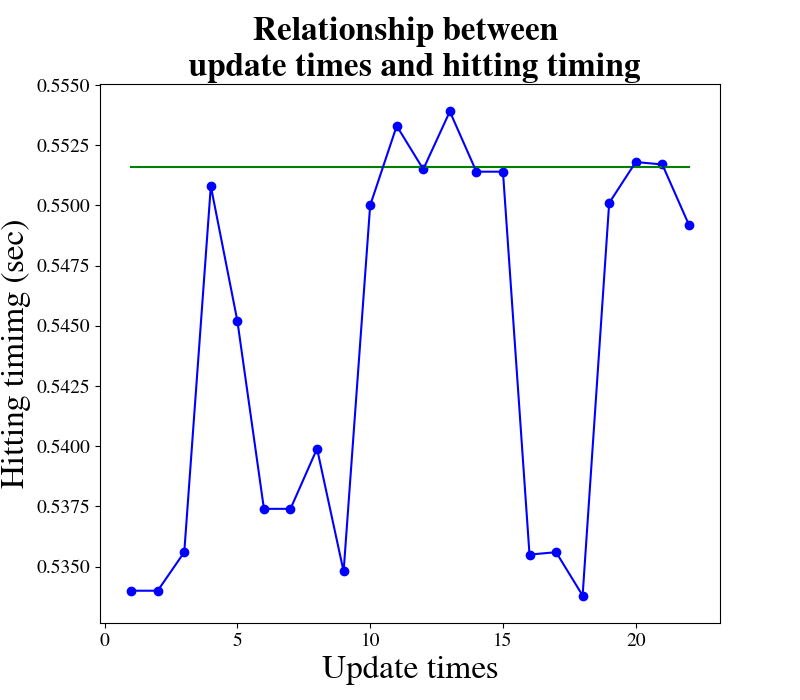 Relationship between
update times and hitting timing
0.5550
0.5525
0.5500
0.5475
0.5450
0.5425
0.5400
0.5375
0.5350
Hitting timimg (sec)
0 5 10 15 20
Update times